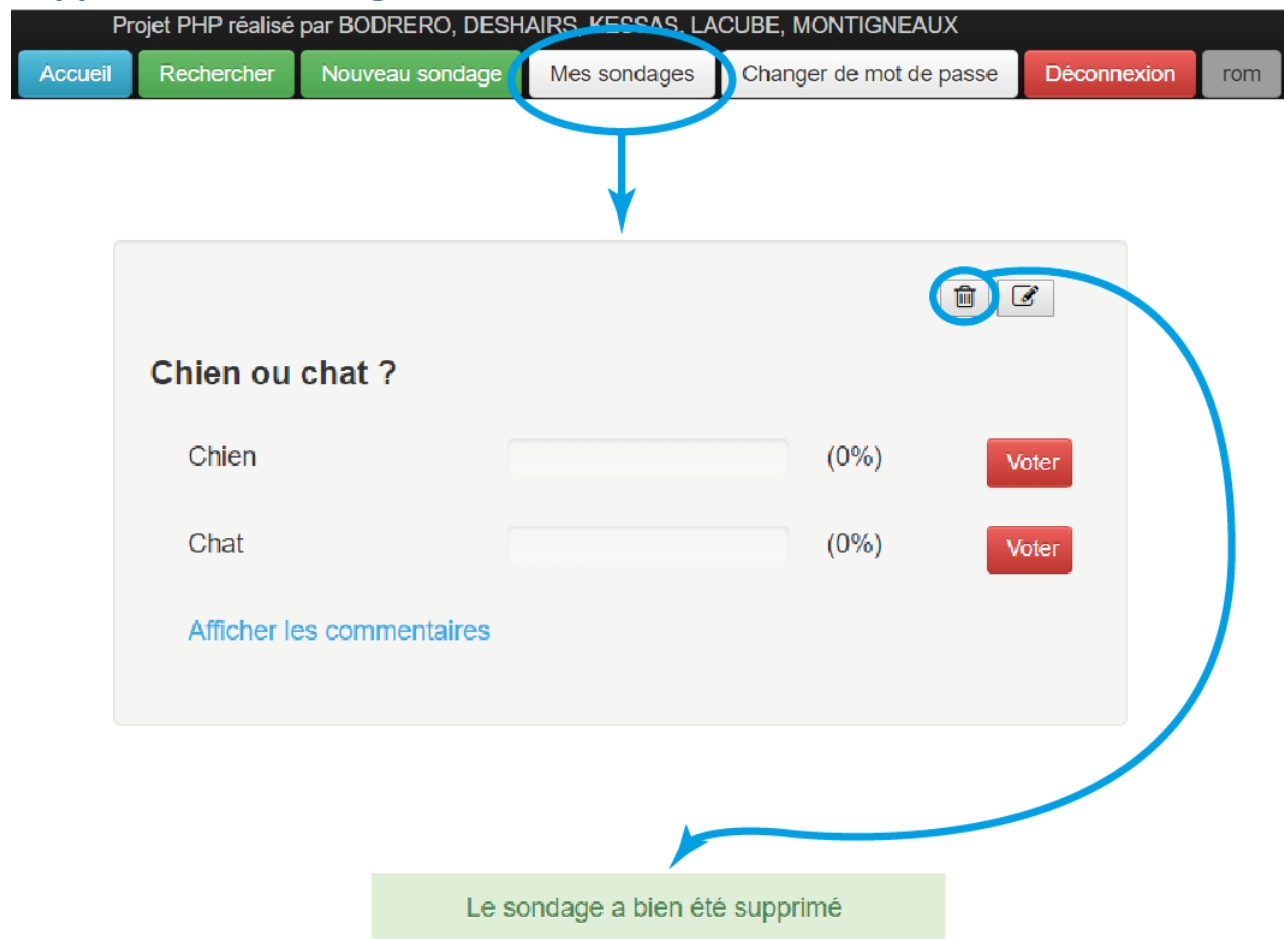 Projet PHP réalisé par BODRERO, DESHAIRS, KESSAS, LACUBE, MONTIGNEAUX
Accueil Rechercher Nouveau sondage Mes sondages Changer de mot de passe Déconnexion rom
Chien ou chat ?
Chien (0%) Voter
Chat (0%) Voter
Afficher les commentaires
Le sondage a bien été supprimé